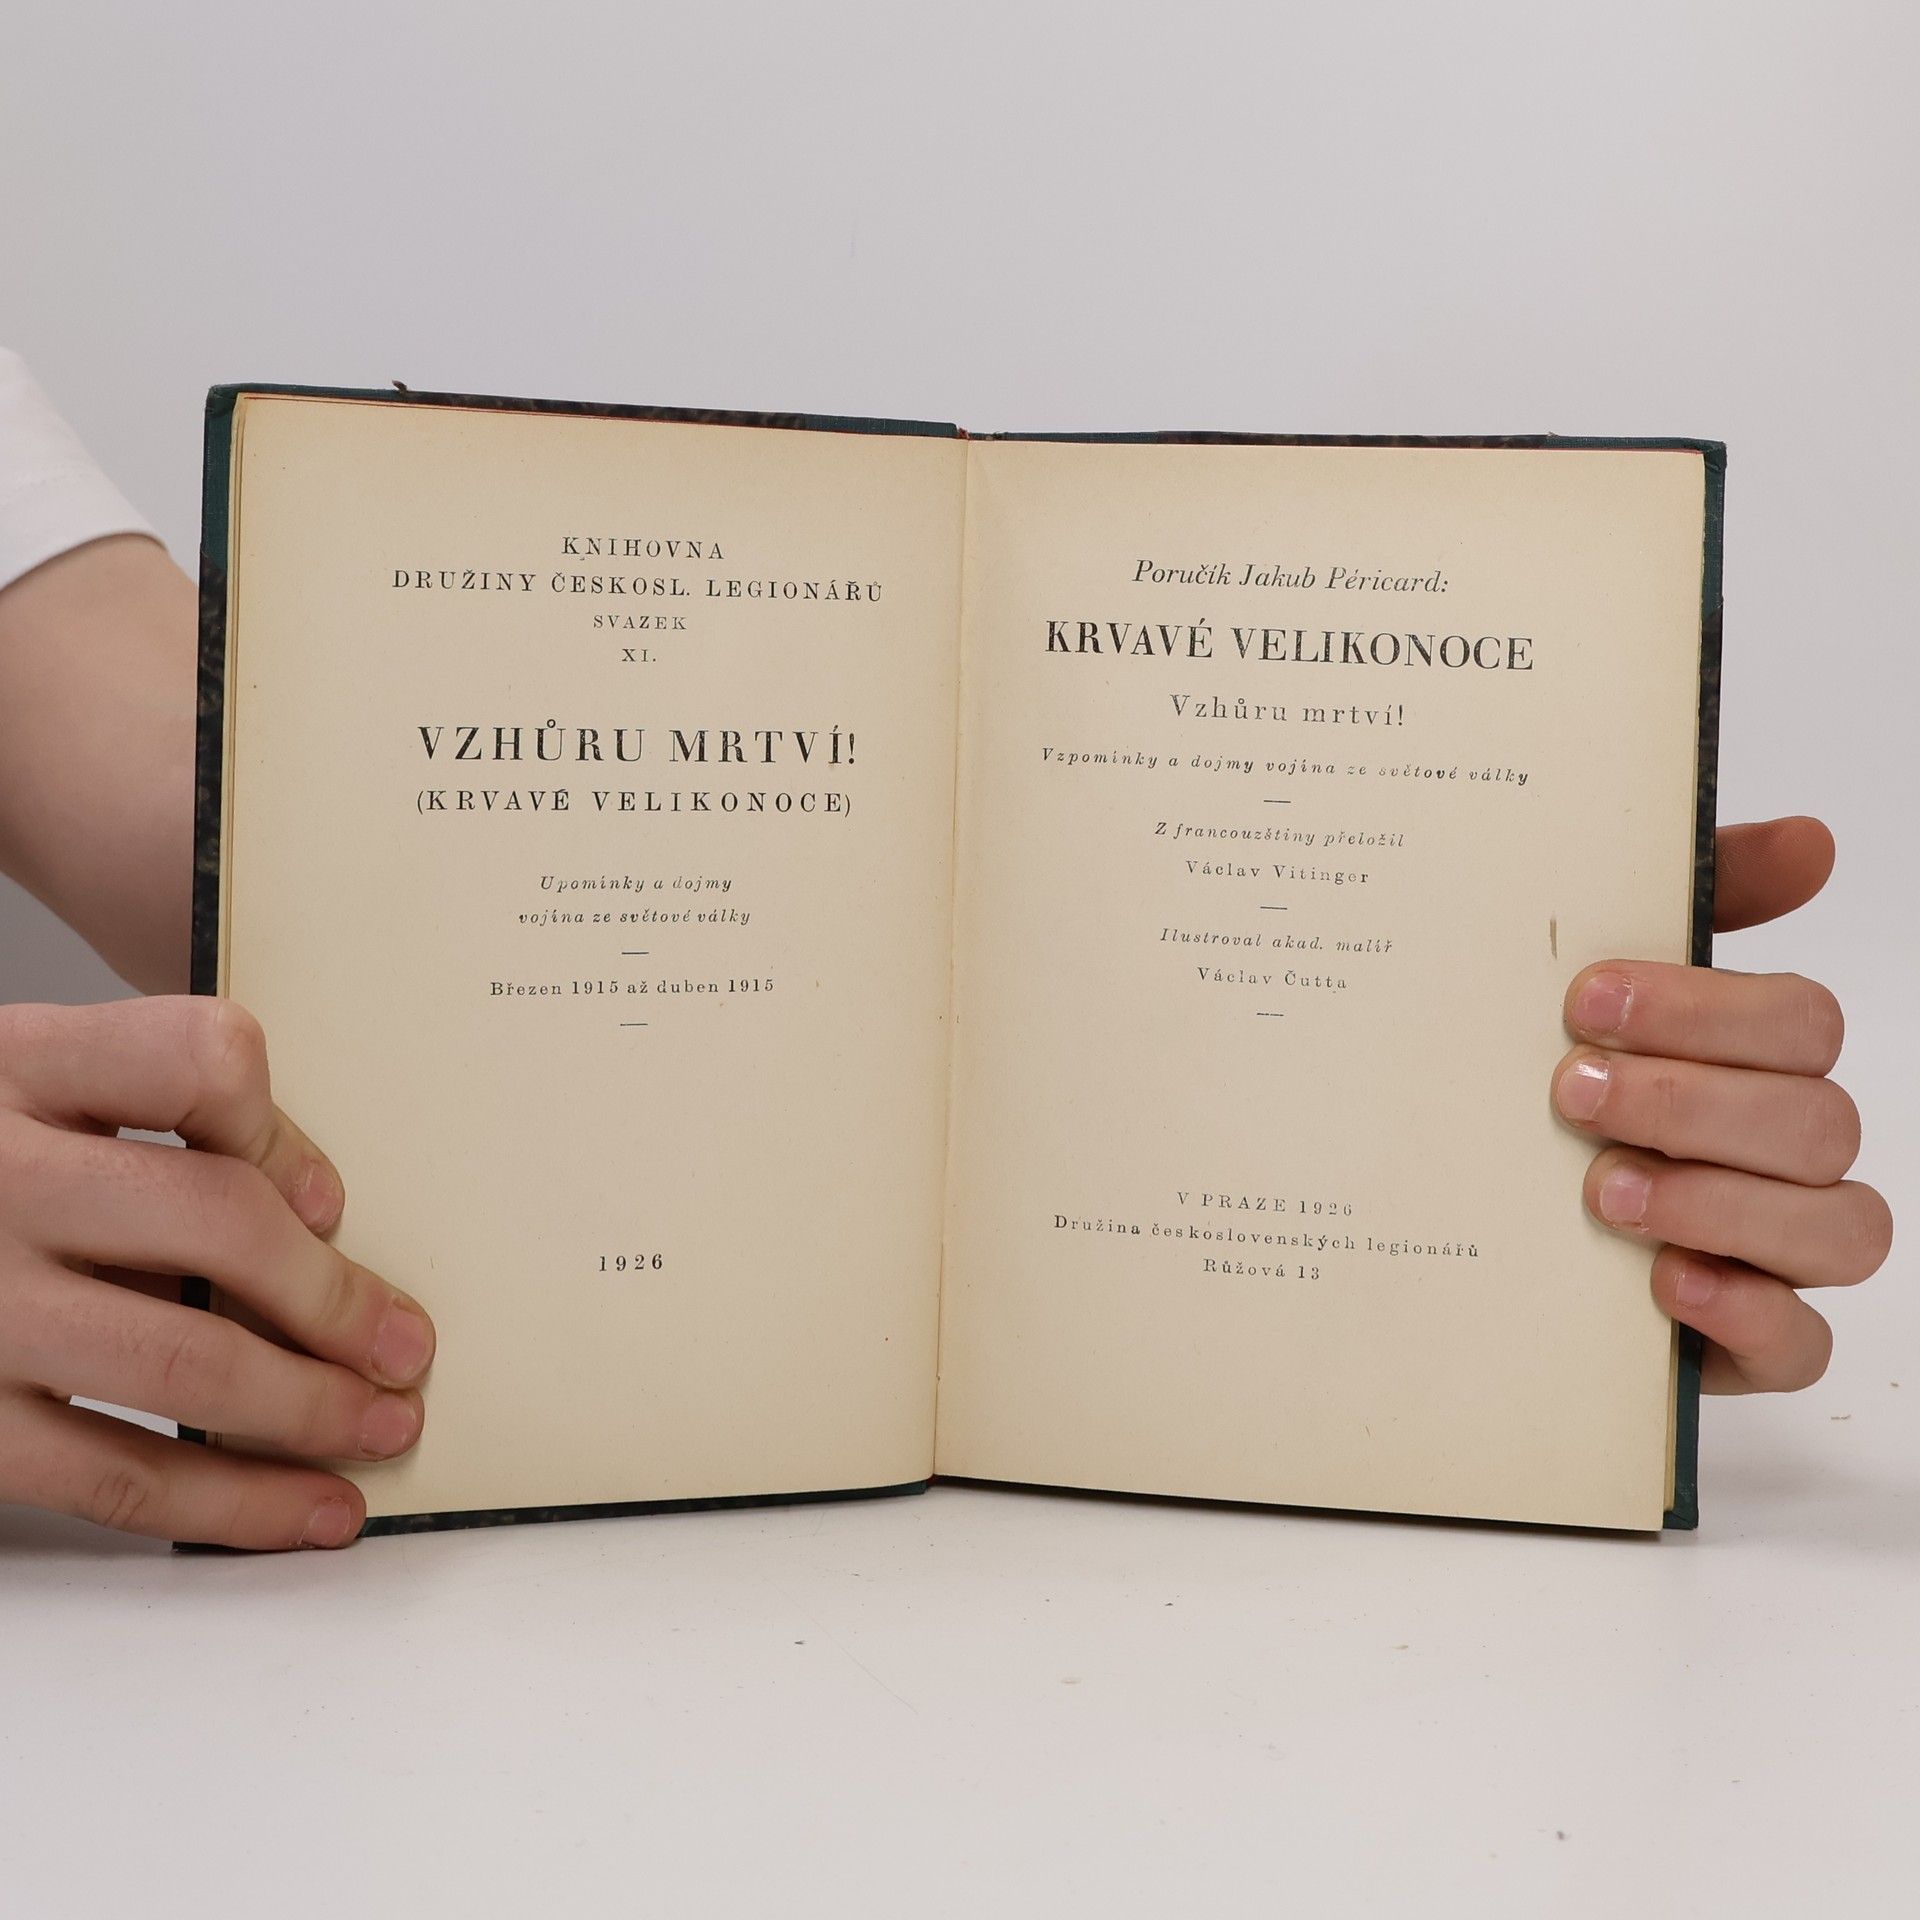 KNIHOVNA
DRUŽINY ČESKOSL. LEGIONÁŘŮ
SVAZEK
XI.
VZHŮRU MRTVÍ!
(KRVAVÉ VELIKONOCE)
Upomínky a dojmy
vojína ze světové války
Březen 1915 až duben 1915
1926
Poručík Jakub Péricard:
KRVAVÉ VELIKONOCE
Vzhůru mrtví!
Vzpomínky a dojmy vojína ze světové války
Z francouzštiny přeložil
Václav Vitinger
Ilustroval akad. malíř
Václav Čutta
V PRAZE 1926
Družina československých legionářů
Růžová 13